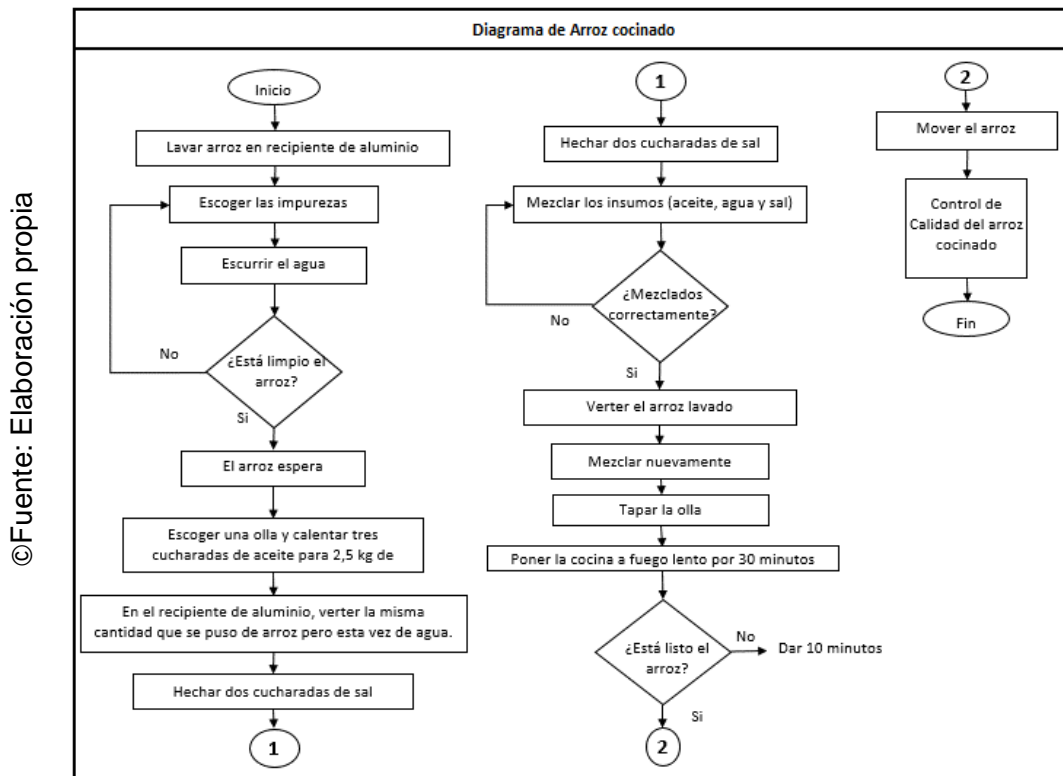 Diagrama de Arroz cocinado
Inicio
Lavar arroz en recipiente de aluminio
Escoger las impurezas
Escurrir el agua
No
¿Está limpio el
arroz?
Si
El arroz espera
Escoger una olla y calentar tres
cucharadas de aceite para 2,5 kg de
En el recipiente de aluminio, verter la misma
cantidad que se puso de arroz pero esta vez de agua.
Hechar dos cucharadas de sal
1
1
Hechar dos cucharadas de sal
Mezclar los insumos (aceite, agua y sal)
¿Mezclados
correctamente?
No
Si
Verter el arroz lavado
Mezclar nuevamente
Tapar la olla
Poner la cocina a fuego lento por 30 minutos
¿Está listo el
arroz?
No
Dar 10 minutos
Si
2
2
Mover el arroz
Control de
Calidad del arroz
cocinado
Fin
©Fuente: Elaboración propia